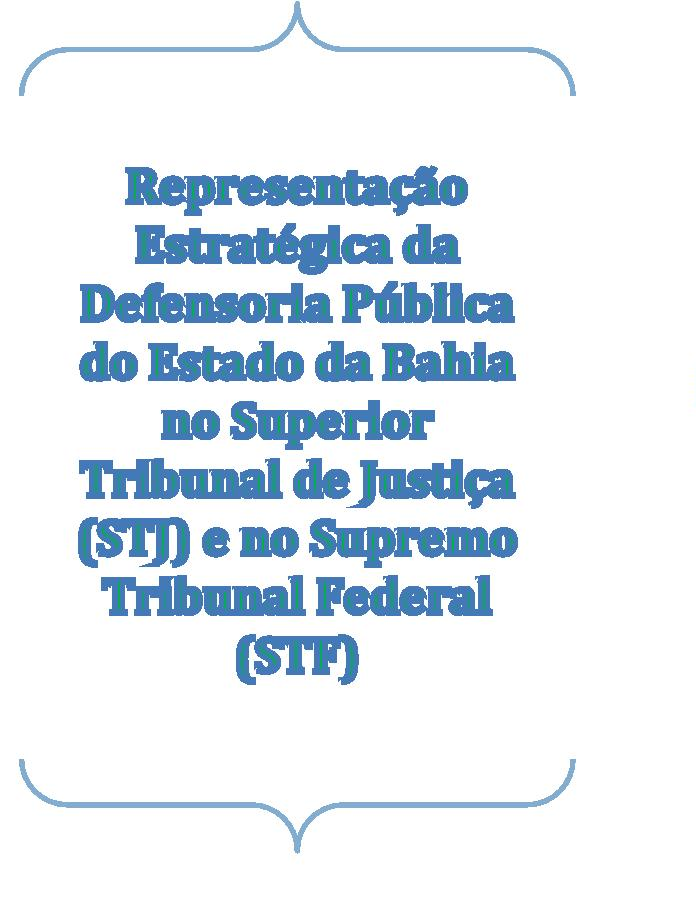 Representação
Estratégica da
Defensoria Pública
do Estado da Bahia
no Superior
Tribunal de Justiça
(STJ) e no Supremo
Tribunal Federal
(STF)